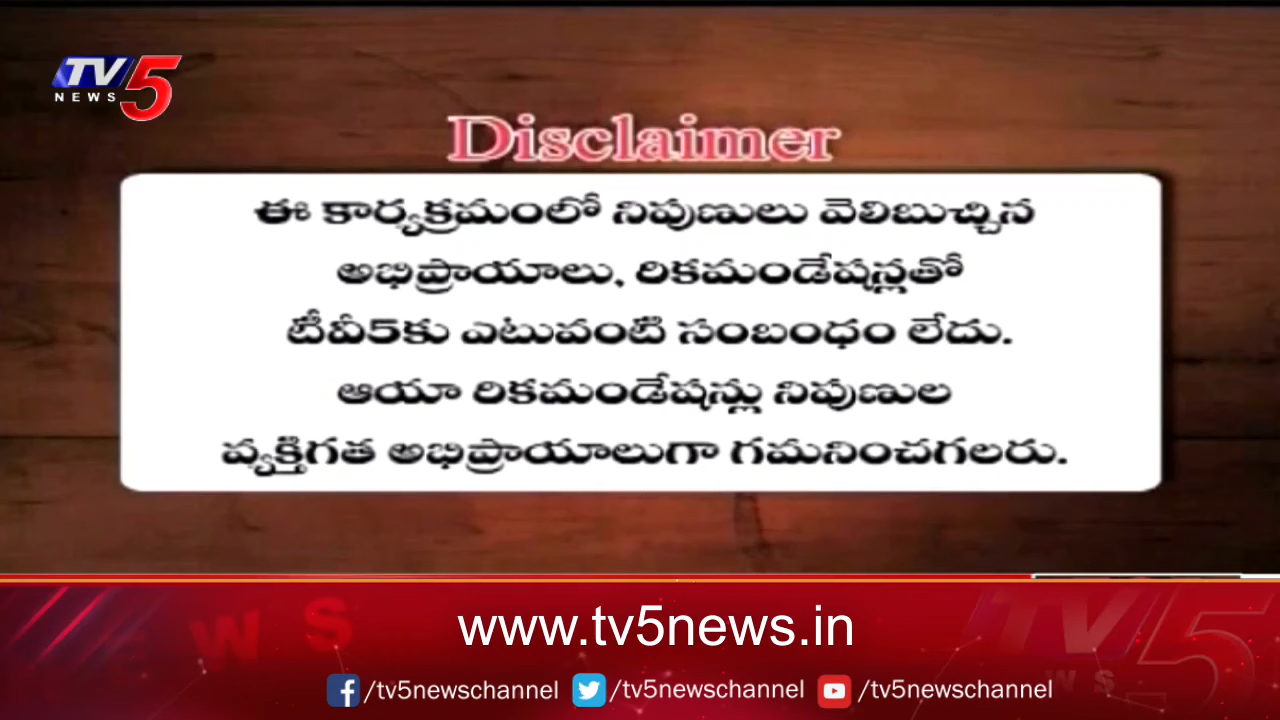 TV5
NEWS
Disclaimer
ఈ కార్యక్రమంలో నిపుణులు వెలిబుచ్చిన
అభిప్రాయాలు, రికమండేషన్లతో
టీవీ5కు ఎటువంటి సంబంధం లేదు.
ఆయా రికమండేషన్లు నిపుణుల
వ్యక్తిగత అభిప్రాయాలుగా గమనించగలరు.
www.tv5news.in
/tv5newschannel /tv5newschannel /tv5newschannel